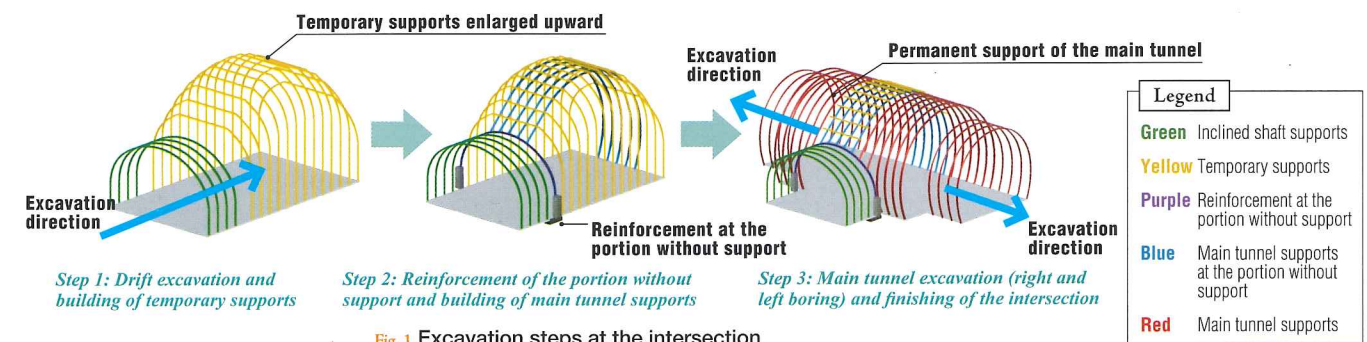 Temporary supports enlarged upward
Excavation
direction
Step 1: Drift excavation and
building of temporary supports
Reinforcement at the
portion without support
Step 2: Reinforcement of the portion without
support and building of main tunnel supports
Excavation
direction
Permanent support of the main tunnel
Excavation
direction
Step 3: Main tunnel excavation (right and
left boring) and finishing of the intersection
Legend
Green Inclined shaft supports
Yellow Temporary supports
Purple Reinforcement at the
portion without support
Blue Main tunnel supports
at the portion without
support
Red Main tunnel supports
Fig. 1 Excavation steps at the intersection